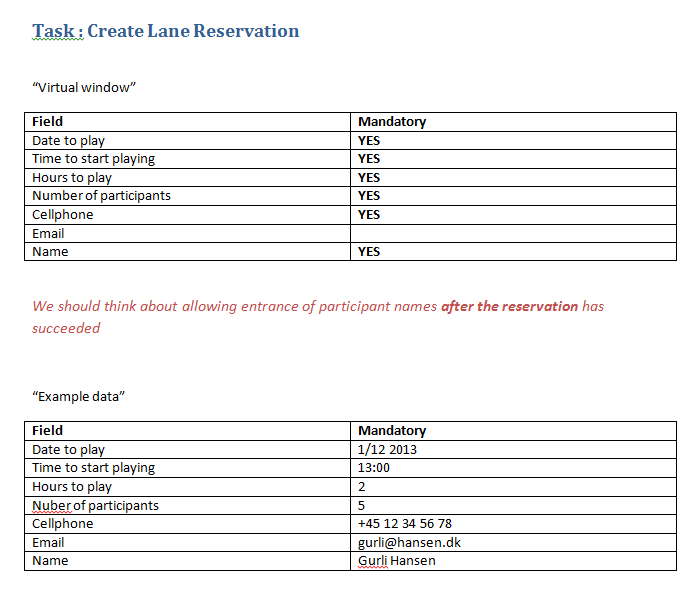 Task : Create Lane Reservation
“Virtual window”
Field Mandatory
Date to play YES
Time to start playing YES
Hours to play YES
Number of participants YES
Cellphone YES
Email
Name YES
We should think about allowing entrance of participant names after the reservation has
succeeded
“Example data”
Field Mandatory
Date to play 1/12 2013
Time to start playing 13:00
Hours to play 2
Nuber of participants 5
Cellphone +45 12 34 56 78
Email gurli@hansen.dk
Name Gurli Hansen